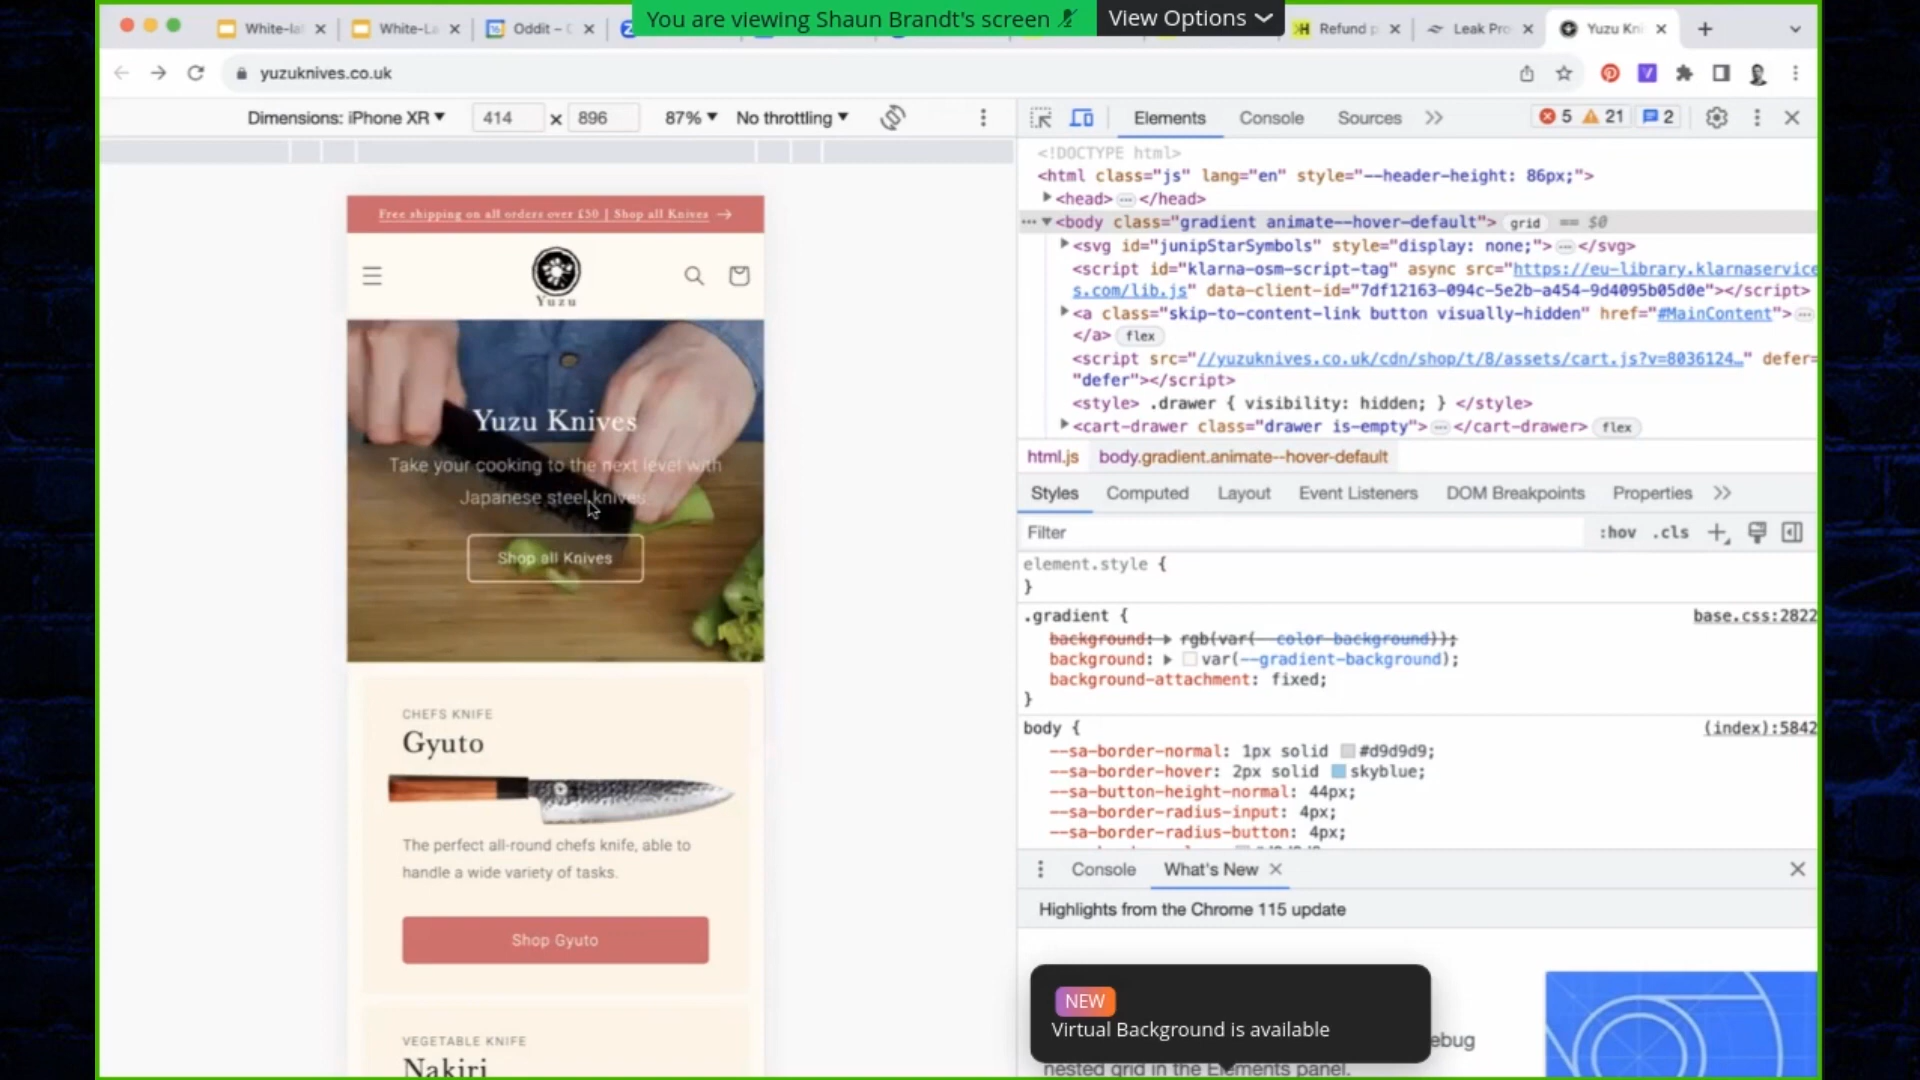 You are viewing Shaun Brandt's screen
View Options
White-la
White-La
Oddit – C
Refund p
Leak Pro
Yuzu Kni
yuzuknives.co.uk
Dimensions: iPhone XR
414 x 896
87%
No throttling
Elements Console Sources
5 21 2
Free shipping on all orders over £50 | Shop all Knives
Yuzu
Yuzu Knives
Take your cooking to the next level with
Japanese steel knives
Shop all Knives
CHEFS KNIFE
Gyuto
The perfect all-round chefs knife, able to
handle a wide variety of tasks.
Shop Gyuto
VEGETABLE KNIFE
Nakiri
<!DOCTYPE html>
<html class="js" lang="en" style="--header-height: 86px;">
<head> … </head>
<body class="gradient animate--hover-default"> grid == $0
<svg id="junipStarSymbols" style="display: none;"> … </svg>
<script id="klarna-osm-script-tag" async src="https://eu-library.klarnaservice
s.com/lib.js" data-client-id="7df12163-094c-5e2b-a454-9d4095b05d0e"></script>
<a class="skip-to-content-link button visually-hidden" href="#MainContent"> …
</a> flex
<script src="//yuzuknives.co.uk/cdn/shop/t/8/assets/cart.js?v=8036124…" defer=
"defer"></script>
<style> .drawer { visibility: hidden; } </style>
<cart-drawer class="drawer is-empty"> … </cart-drawer> flex
html.js body.gradient.animate--hover-default
Styles Computed Layout Event Listeners DOM Breakpoints Properties
Filter :hov .cls
element.style {
}
.gradient { base.css:2822
background: rgb(var(--color-background));
background: var(--gradient-background);
background-attachment: fixed;
}
body { (index):5842
--sa-border-normal: 1px solid #d9d9d9;
--sa-border-hover: 2px solid skyblue;
--sa-button-height-normal: 44px;
--sa-border-radius-input: 4px;
--sa-border-radius-button: 4px;
Console What's New
Highlights from the Chrome 115 update
NEW
Virtual Background is available
ebug
nested grid in the Elements panel.